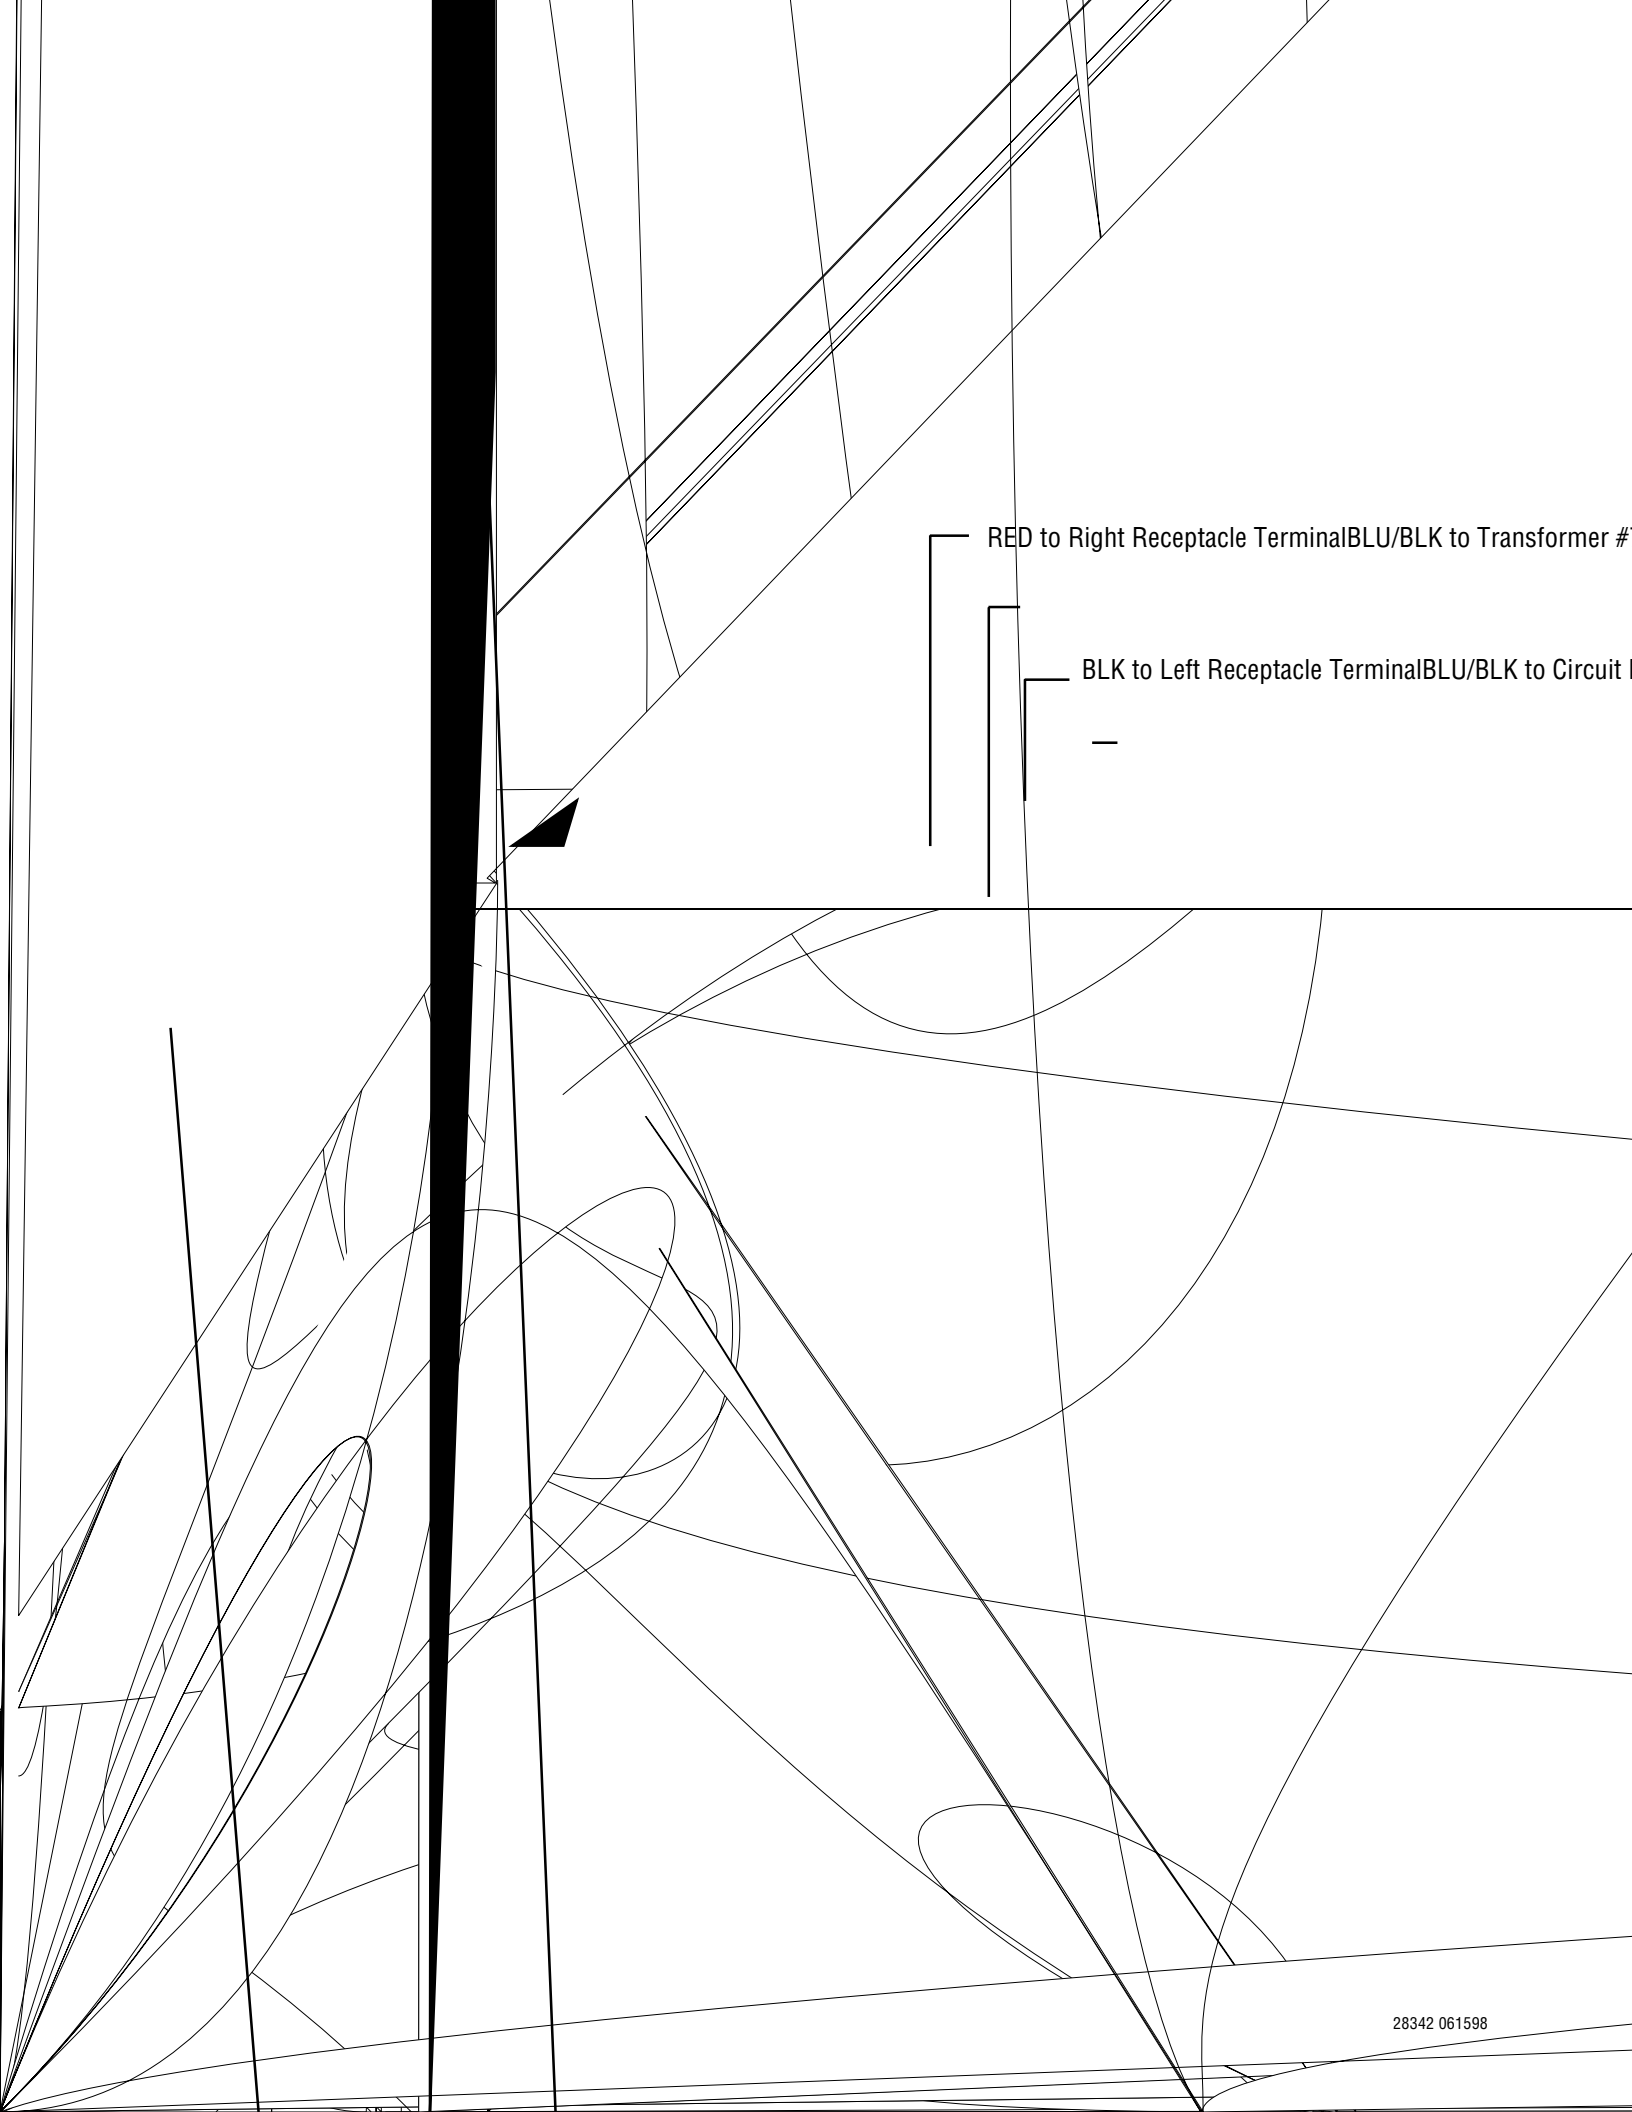 RED to Right Receptacle TerminalBLU/BLK to Transformer
BLK to Left Receptacle TerminalBLU/BLK to Circuit
28342 061598